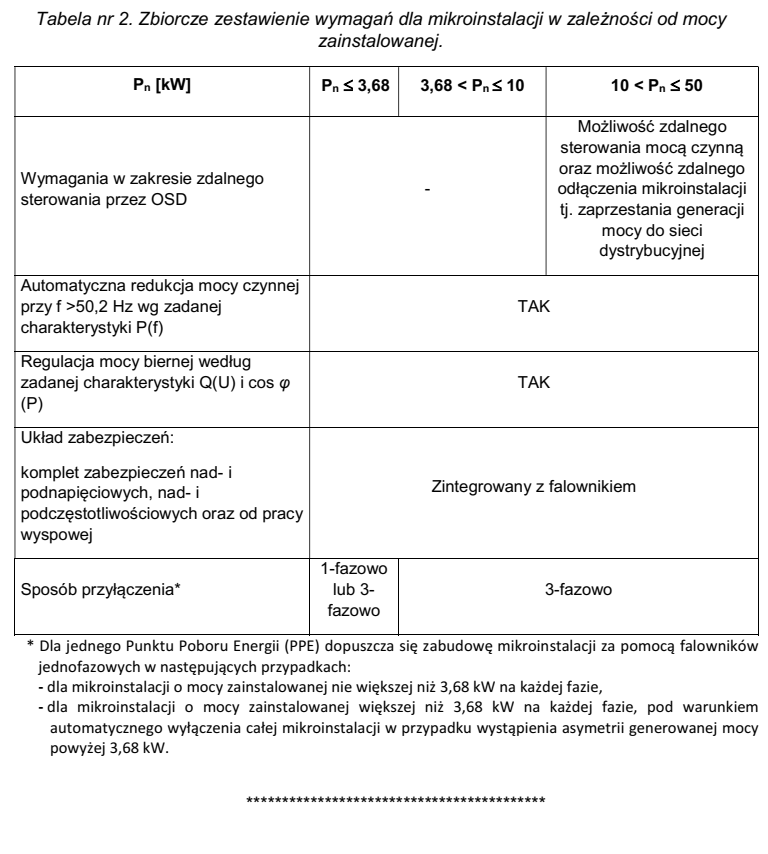 Tabela nr 2. Zbiorcze zestawienie wymagań dla mikroinstalacji w zależności od mocy
zainstalowanej.
Pn [kW]
Pn ≤ 3,68
3,68 < Pn ≤ 10
10 < Pn ≤ 50
Wymagania w zakresie zdalnego
sterowania przez OSD
-
Możliwość zdalnego
sterowania mocą czynną
oraz możliwość zdalnego
odłączenia mikroinstalacji
tj. zaprzestania generacji
mocy do sieci
dystrybucyjnej
Automatyczna redukcja mocy czynnej
przy f >50,2 Hz wg zadanej
charakterystyki P(f)
TAK
Regulacja mocy biernej według
zadanej charakterystyki Q(U) i cos φ
(P)
TAK
Układ zabezpieczeń:
komplet zabezpieczeń nad- i
podnapięciowych, nad- i
podczęstotliwościowych oraz od pracy
wyspowej
Zintegrowany z falownikiem
Sposób przyłączenia*
1-fazowo
lub 3-
fazowo
3-fazowo
* Dla jednego Punktu Poboru Energii (PPE) dopuszcza się zabudowę mikroinstalacji za pomocą falowników
jednofazowych w następujących przypadkach:
- dla mikroinstalacji o mocy zainstalowanej nie większej niż 3,68 kW na każdej fazie,
- dla mikroinstalacji o mocy zainstalowanej większej niż 3,68 kW na każdej fazie, pod warunkiem
automatycznego wyłączenia całej mikroinstalacji w przypadku wystąpienia asymetrii generowanej mocy
powyżej 3,68 kW.
******************************************